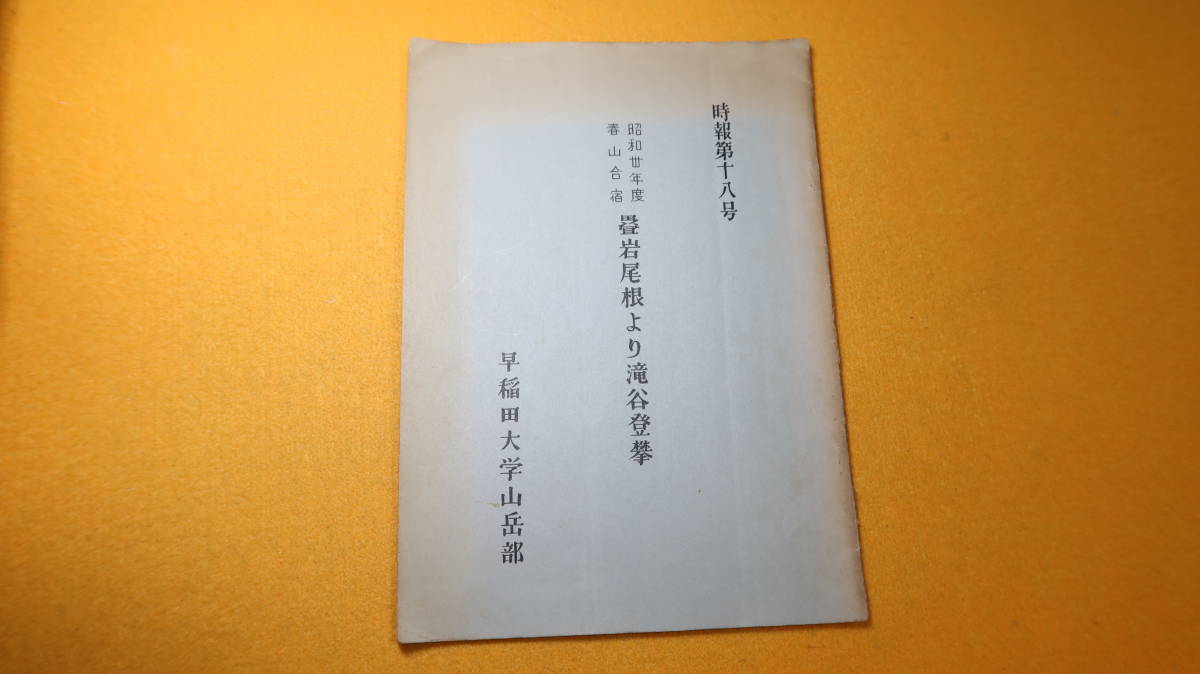 時報第十八号
昭和丗年度
春山合宿
畳岩尾根より滝谷登攀
早稲田大学山岳部